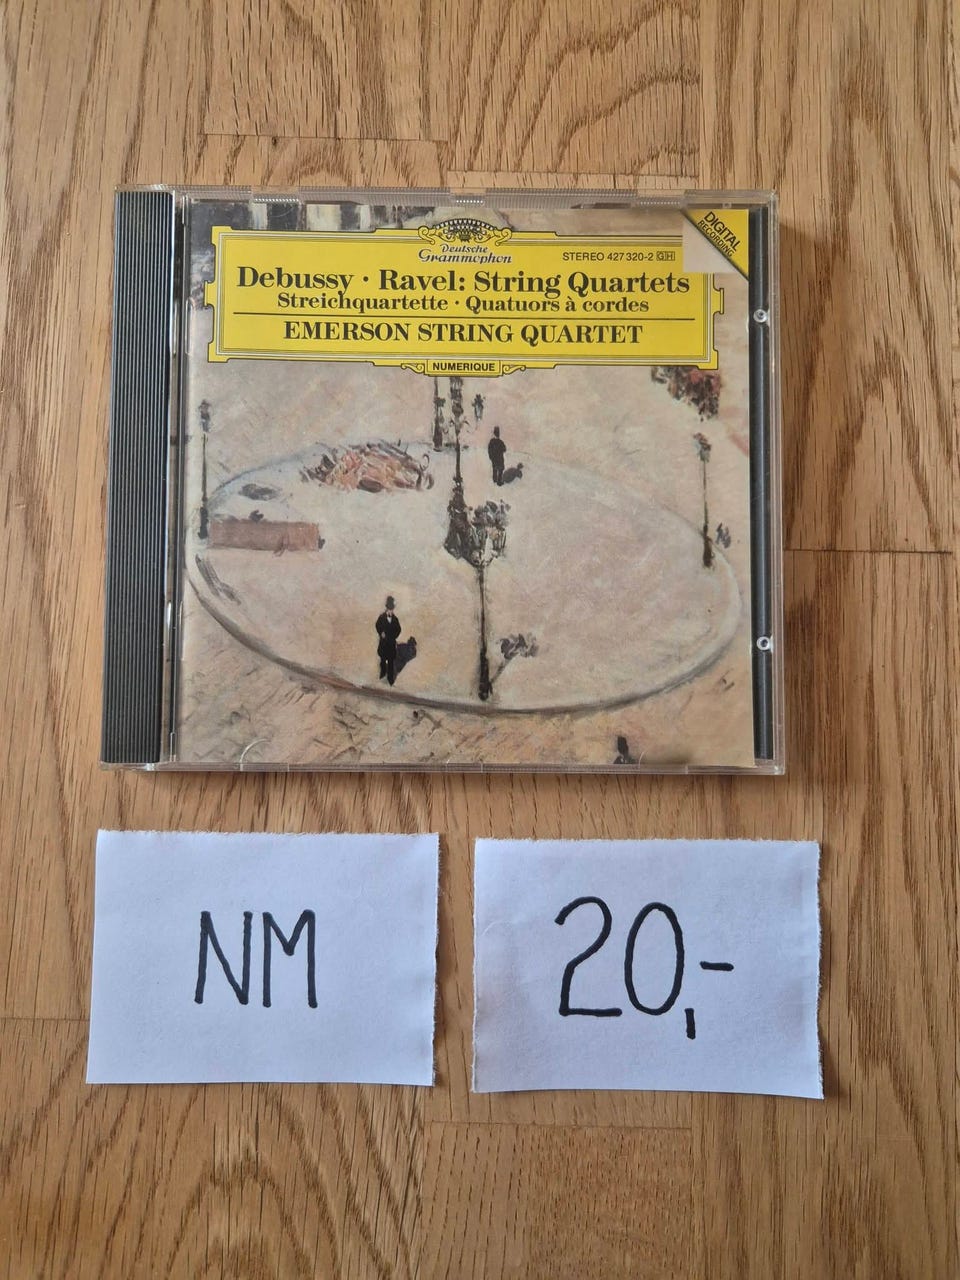 Deutsche
Grammophon
STEREO 427 320-2 GH
DIGITAL
RECORDING
Debussy · Ravel: String Quartets
Streichquartette · Quatuors à cordes
EMERSON STRING QUARTET
NUMERIQUE
NM
20,-